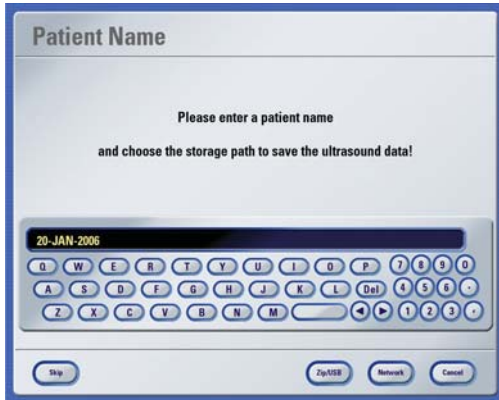 Patient Name
Please enter a patient name
and choose the storage path to save the ultrasound data!
20-JAN-2006
Q W E R T Y U I O P 7 8 9 0
A S D F G H J K L Del 4 5 6 .
Z X C V B N M 1 2 3
Skip Zip/USB Network Cancel